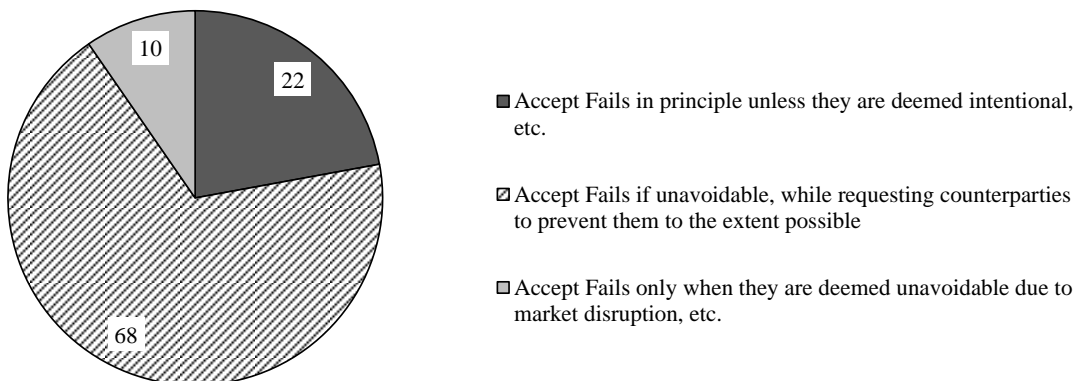 10
22
68
Accept Fails in principle unless they are deemed intentional,
etc.
Accept Fails if unavoidable, while requesting counterparties
to prevent them to the extent possible
Accept Fails only when they are deemed unavoidable due to
market disruption, etc.